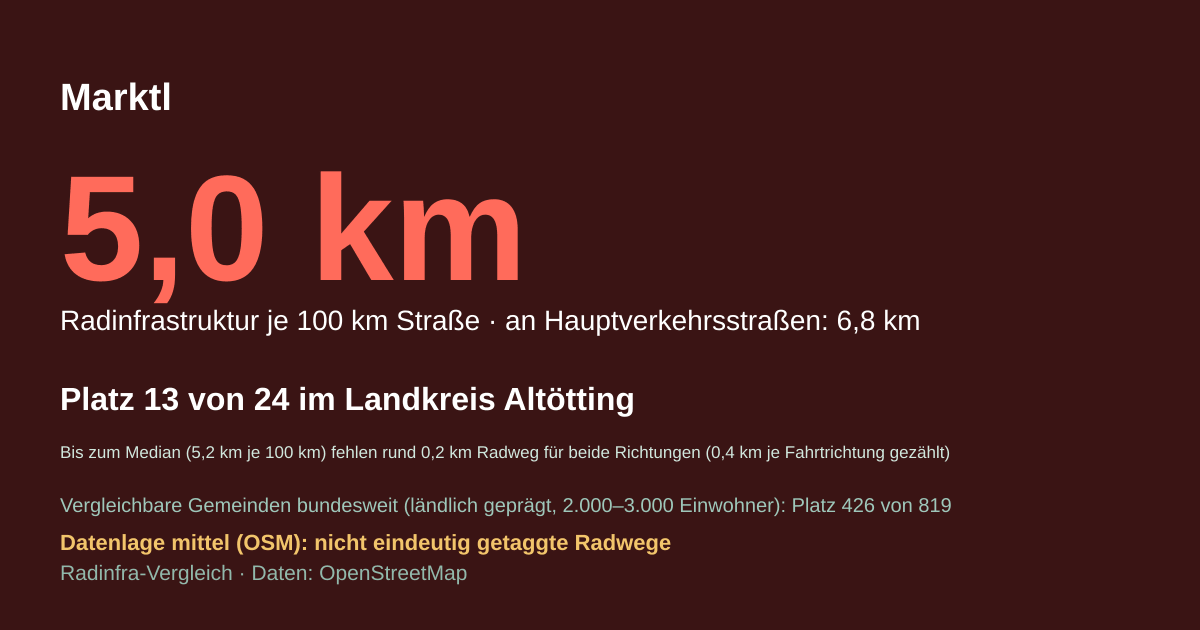 Marktl
5,0 km
Radinfrastruktur je 100 km Straße · an Hauptverkehrsstraßen: 6,8 km
Platz 13 von 24 im Landkreis Altötting
Bis zum Median (5,2 km je 100 km) fehlen rund 0,2 km Radweg für beide Richtungen (0,4 km je Fahrtrichtung gezählt)
Vergleichbare Gemeinden bundesweit (ländlich geprägt, 2.000–3.000 Einwohner): Platz 426 von 819
Datenlage mittel (OSM): nicht eindeutig getaggte Radwege
Radinfra-Vergleich · Daten: OpenStreetMap